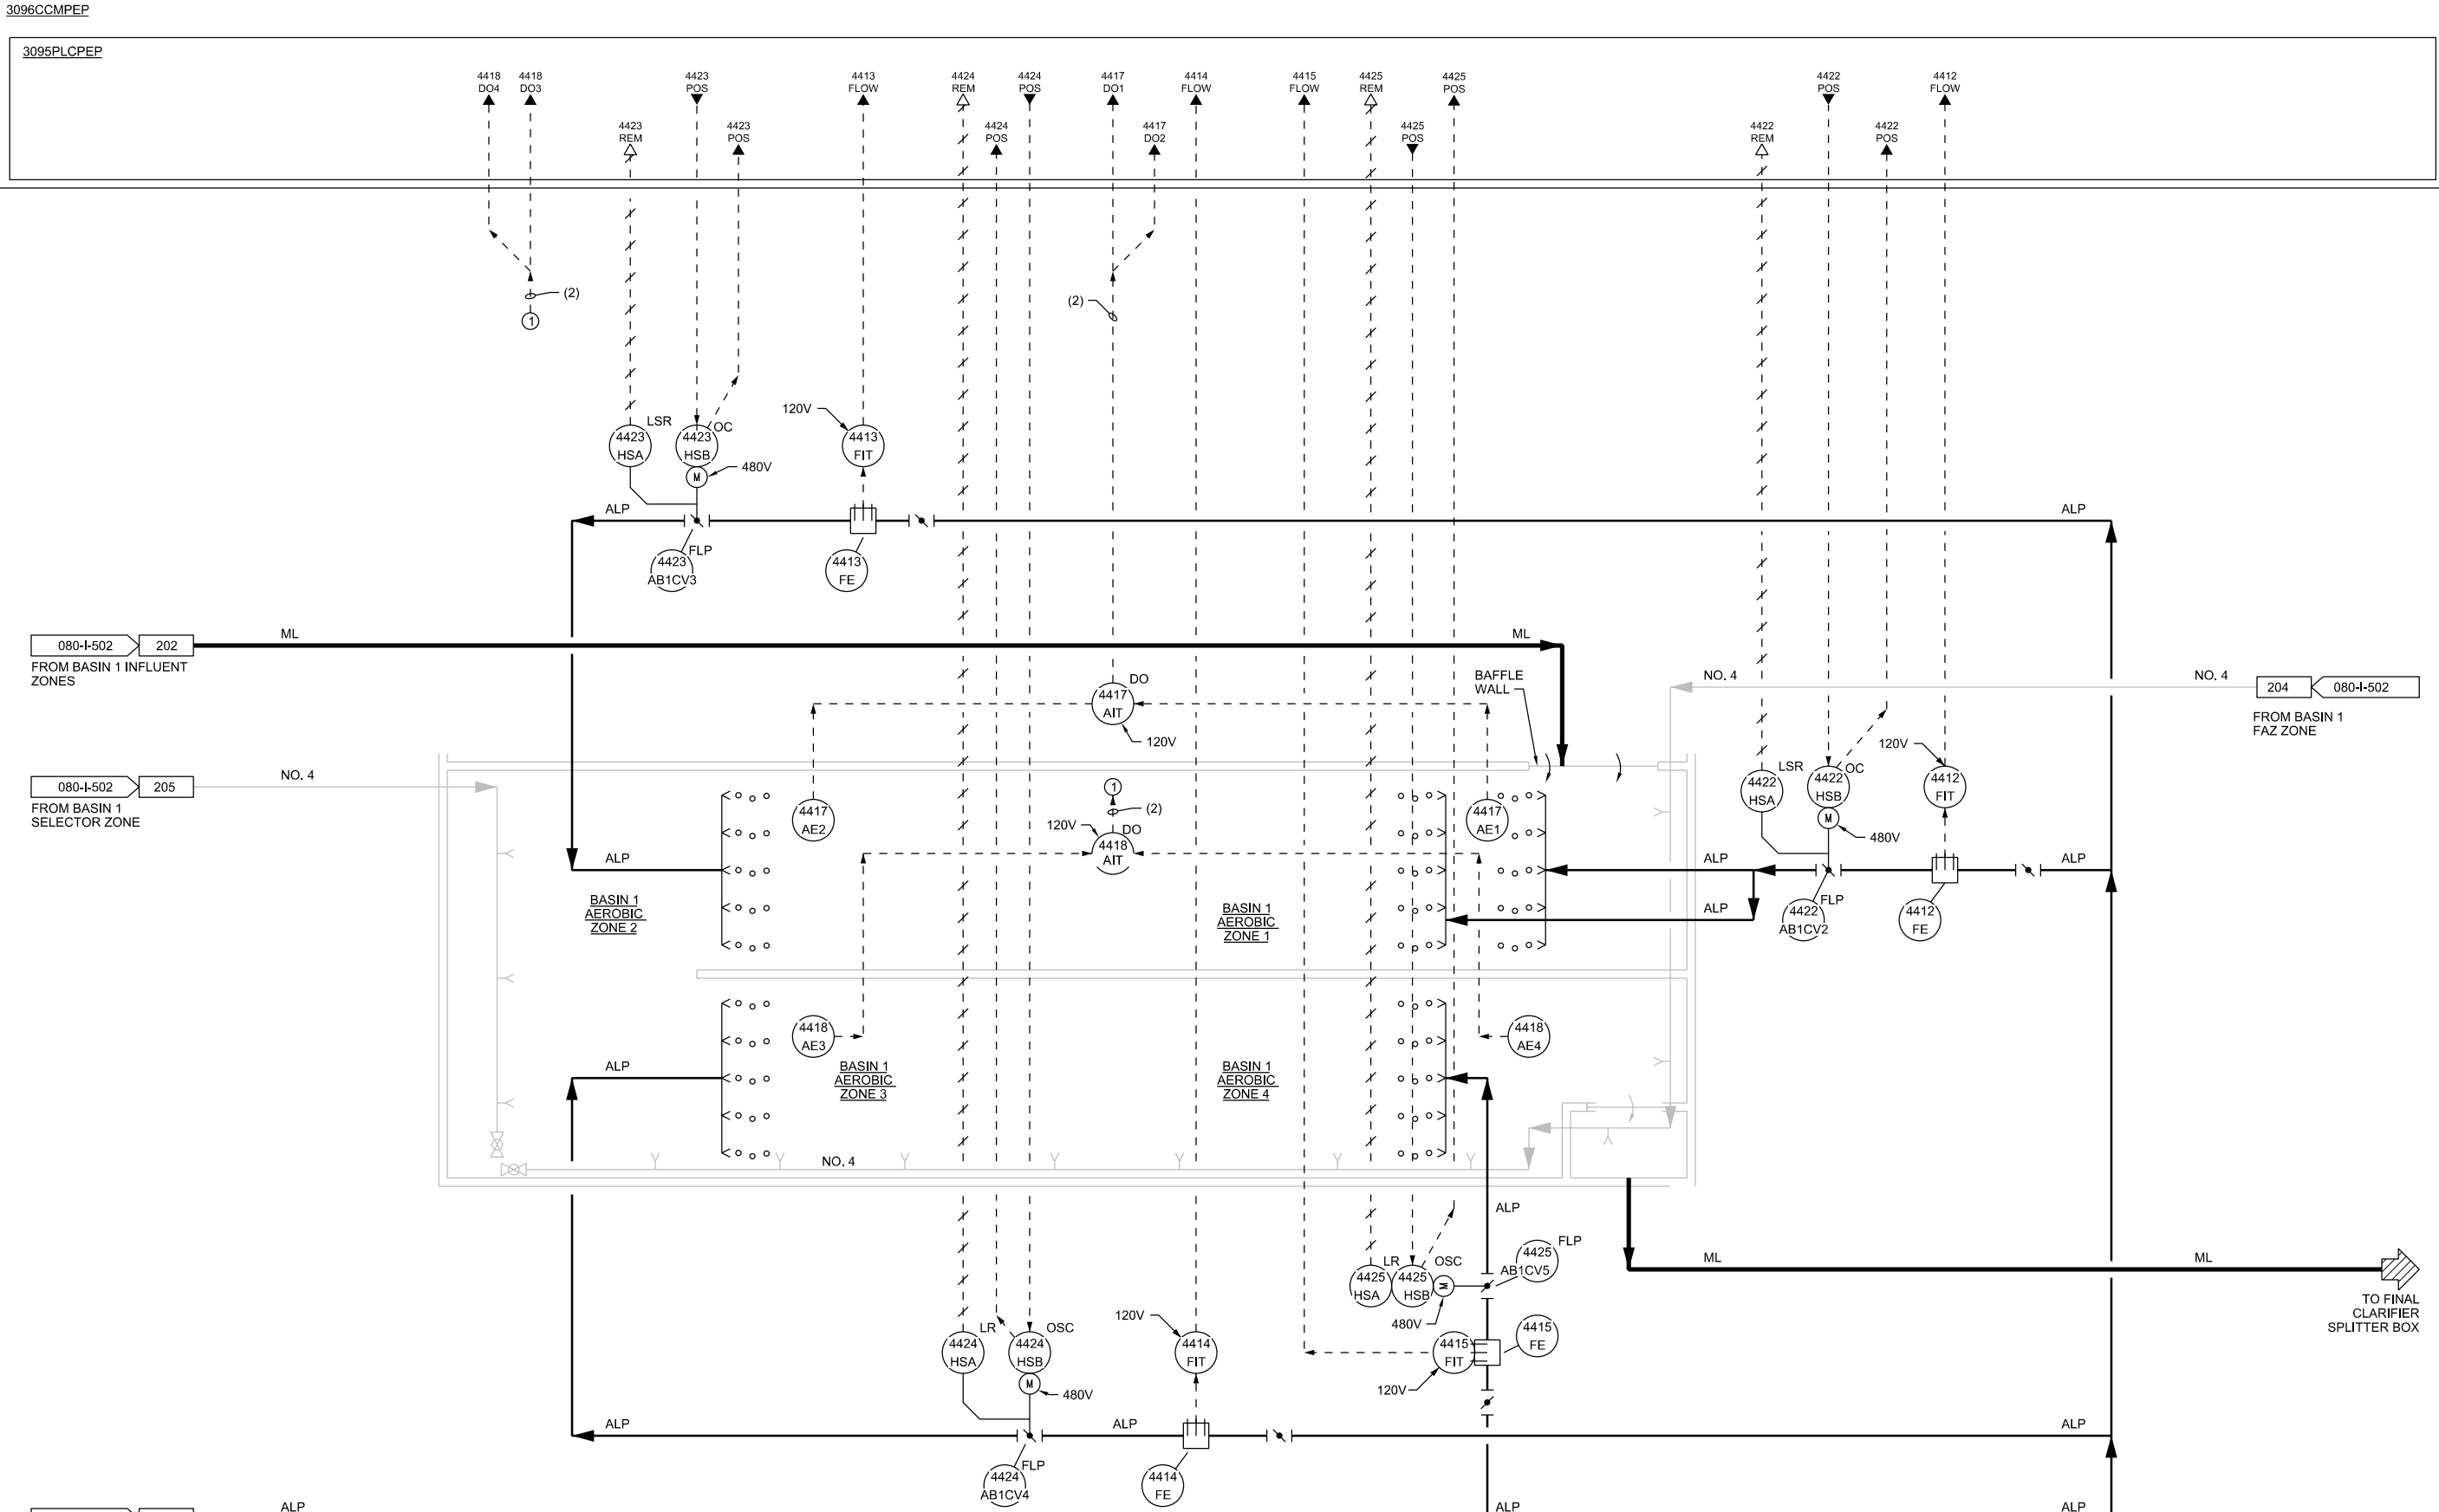 3096CCMPEP
3095PLCPEP
4418
DO4
4418
DO3
4423
POS
4413
FLOW
4424
REM
4424
POS
4417
DO1
4414
FLOW
4415
FLOW
4425
REM
4425
POS
4422
POS
4412
FLOW
4423
REM
4423
POS
4424
POS
4417
DO2
4425
POS
4422
REM
4422
POS
(2)
1
(2)
4423
HSA
LSR
4423
HSB
OC
M
480V
120V
4413
FIT
ALP
ALP
4423
AB1CV3
FLP
4413
FE
080-I-502
202
FROM BASIN 1 INFLUENT
ZONES
ML
ML
BAFFLE
WALL
NO. 4
NO. 4
204
080-I-502
FROM BASIN 1
FAZ ZONE
4417
AIT
DO
120V
080-I-502
205
FROM BASIN 1
SELECTOR ZONE
NO. 4
4417
AE2
1
(2)
120V
DO
4418
AIT
4417
AE1
4422
HSA
LSR
4422
HSB
OC
M
480V
120V
4412
FIT
ALP
ALP
ALP
ALP
4422
AB1CV2
FLP
4412
FE
BASIN 1
AEROBIC
ZONE 2
BASIN 1
AEROBIC
ZONE 1
4418
AE3
4418
AE4
ALP
BASIN 1
AEROBIC
ZONE 3
BASIN 1
AEROBIC
ZONE 4
NO. 4
ALP
4425
HSA
LR
4425
HSB
OSC
M
480V
4425
AB1CV5
FLP
ML
ML
TO FINAL
CLARIFIER
SPLITTER BOX
4424
HSA
LR
4424
HSB
OSC
M
480V
120V
4414
FIT
4415
FIT
120V
4415
FE
ALP
ALP
ALP
4424
AB1CV4
FLP
4414
FE
ALP
ALP
ALP